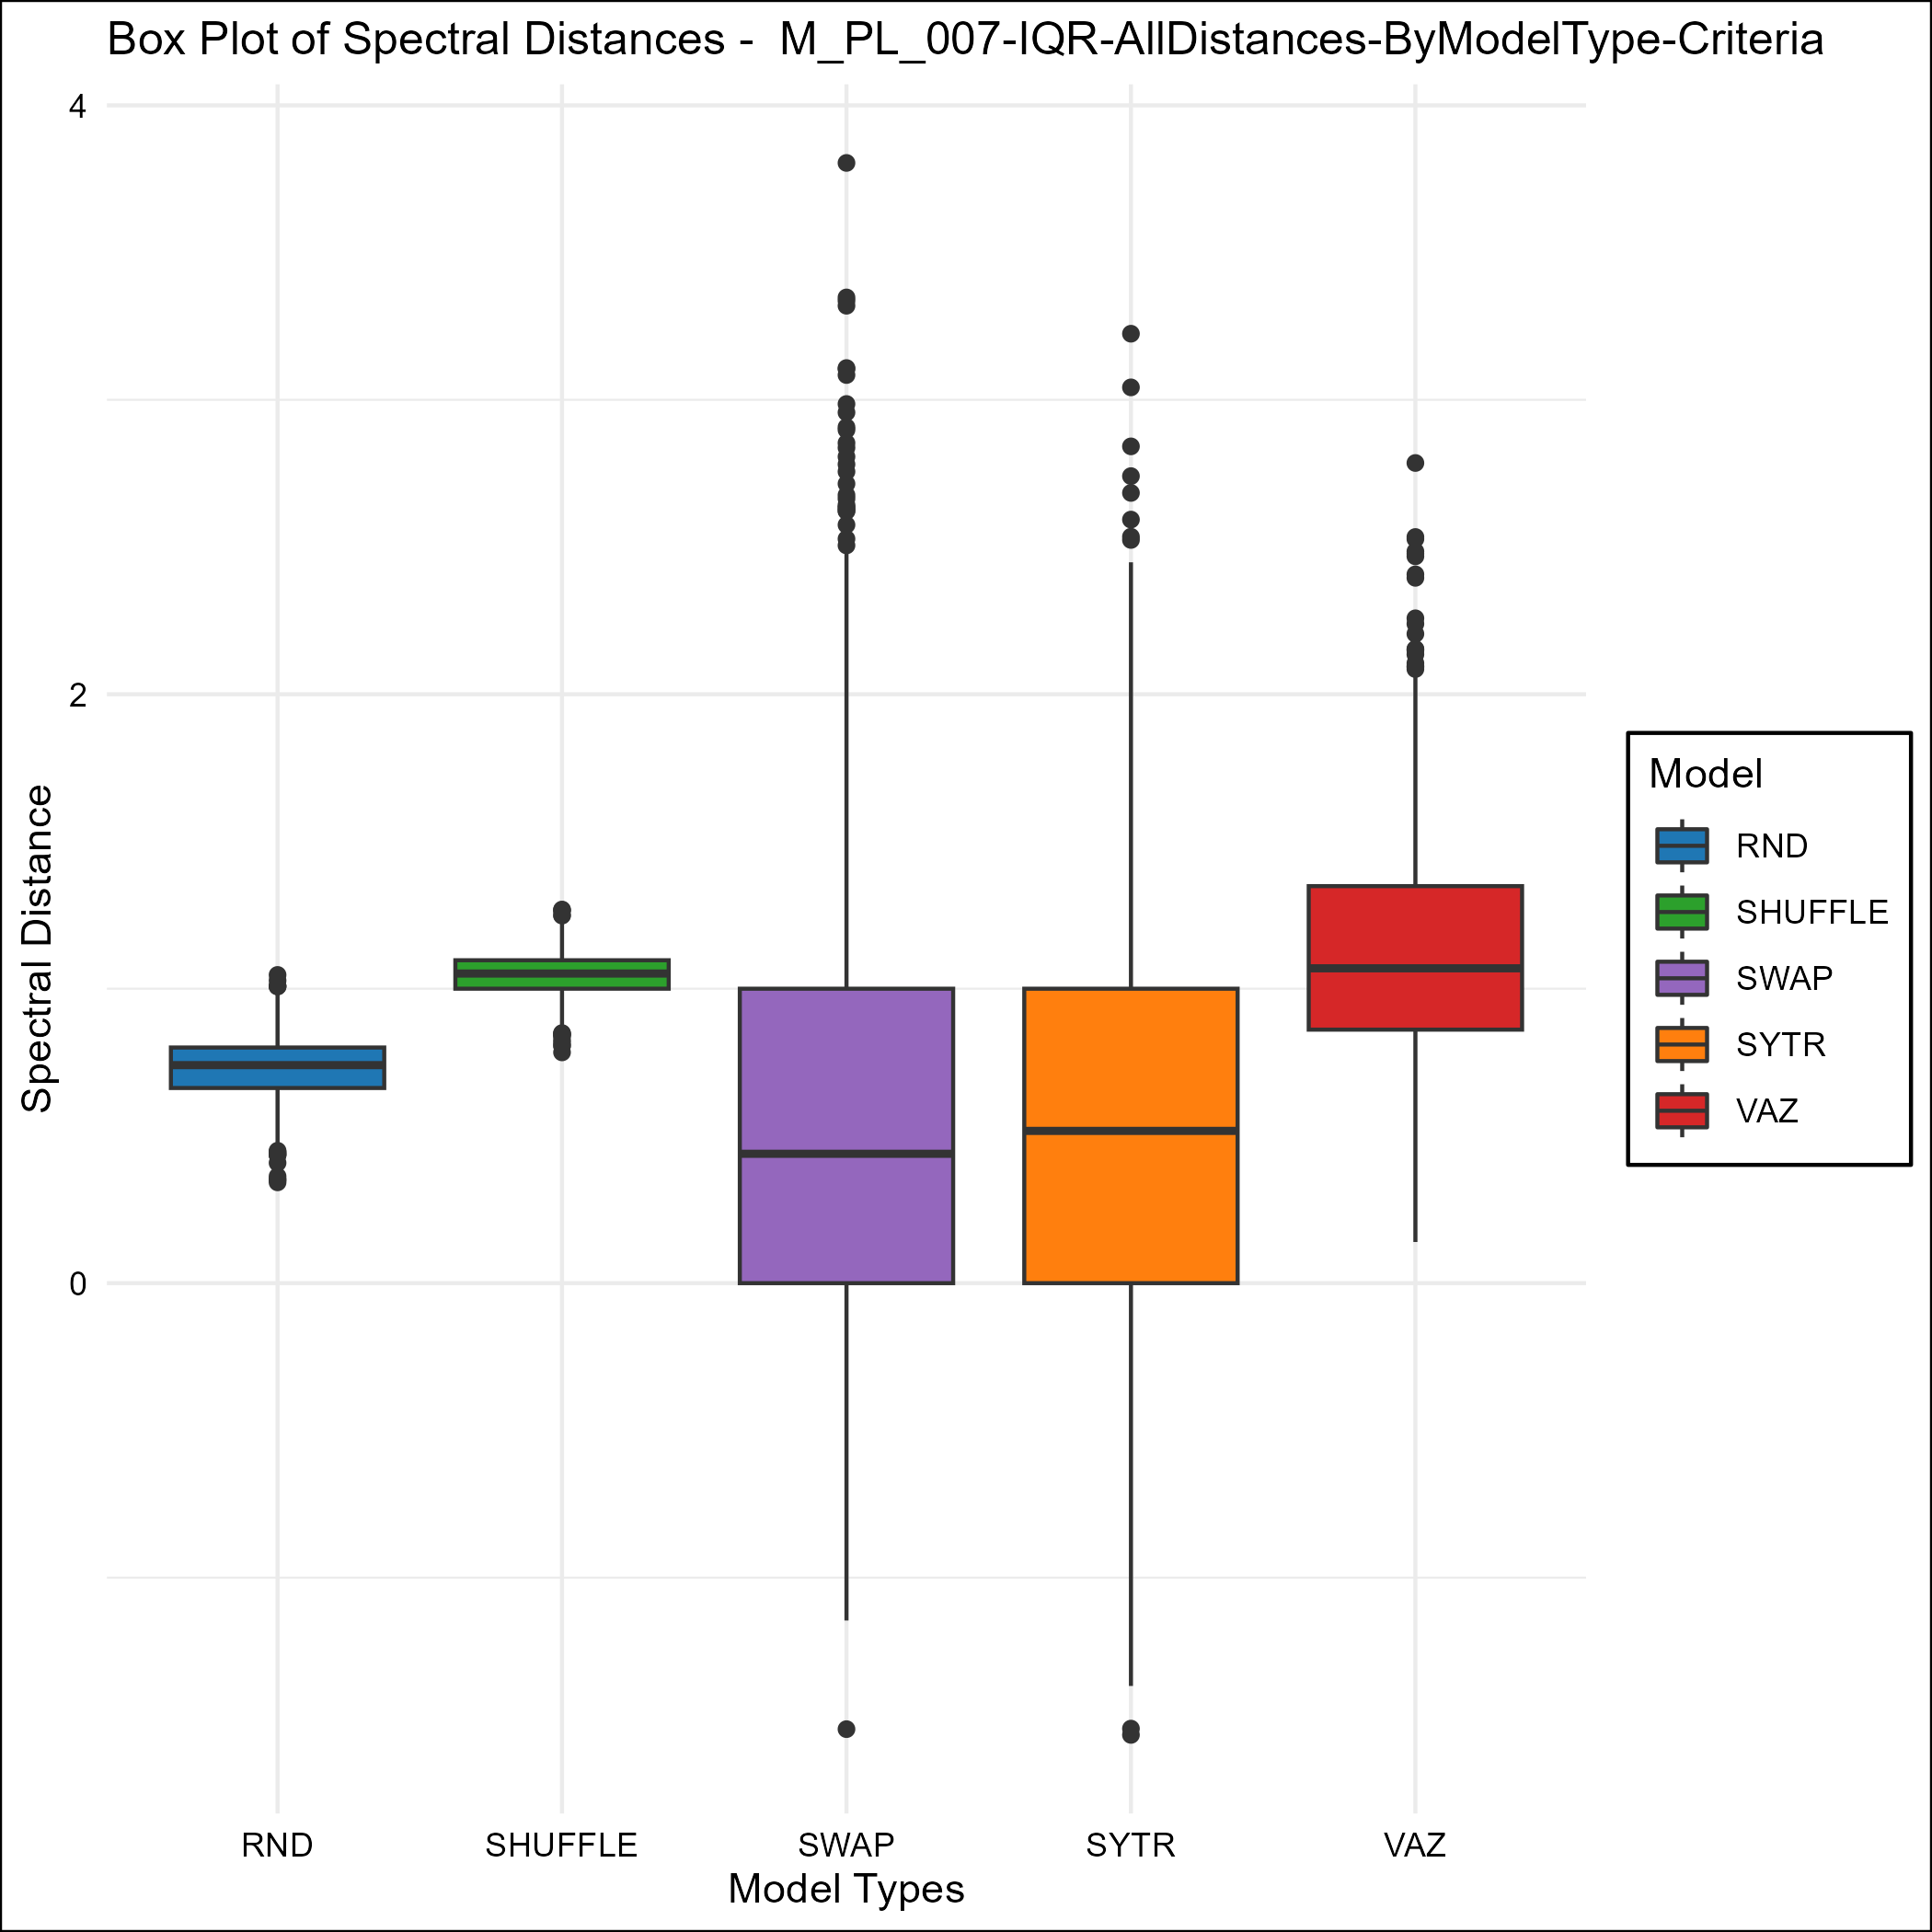 Box Plot of Spectral Distances -  M_PL_007-IQR-AllDistances-ByModelType-Criteria
4
2
0
Spectral Distance
RND
SHUFFLE
SWAP
SYTR
VAZ
Model Types
Model
RND
SHUFFLE
SWAP
SYTR
VAZ